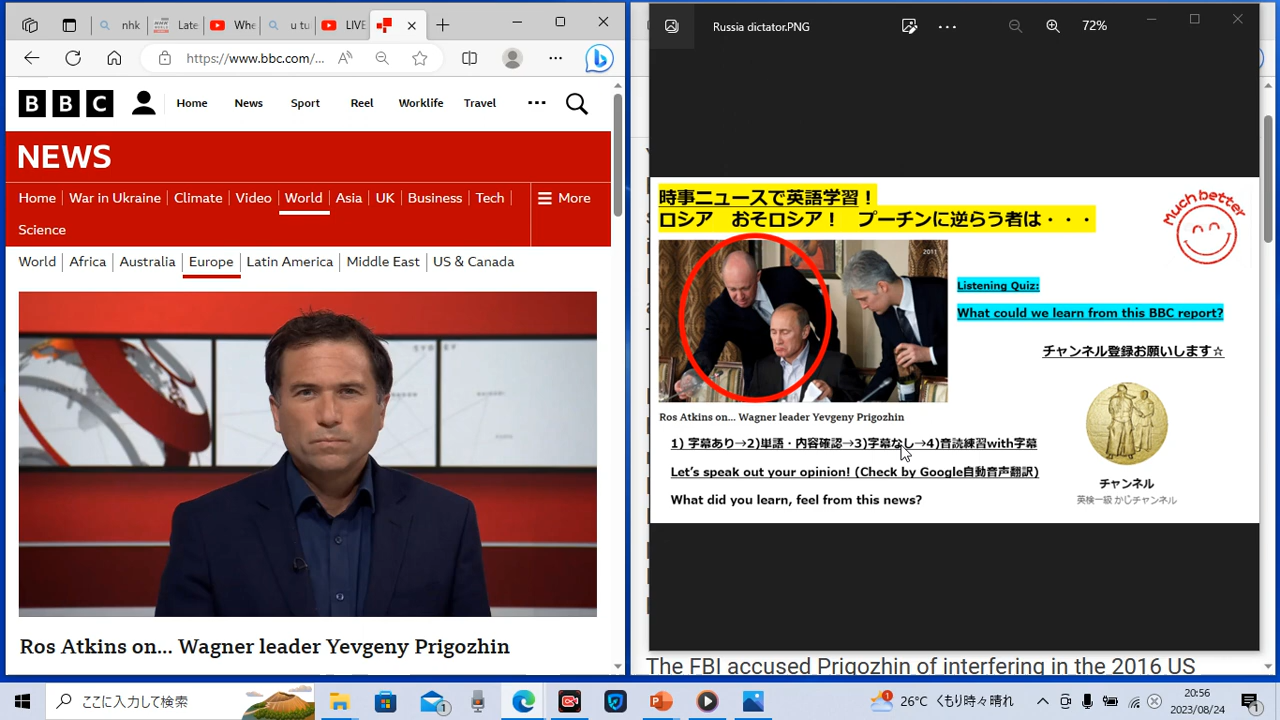 nhk
Late
Whe
u tu
LIVE
https://www.bbc.com/...
BBC
Home
News
Sport
Reel
Worklife
Travel
NEWS
Home
War in Ukraine
Climate
Video
World
Asia
UK
Business
Tech
More
Science
World
Africa
Australia
Europe
Latin America
Middle East
US & Canada
Ros Atkins on... Wagner leader Yevgeny Prigozhin
Russia dictator.PNG
72%
時事ニュースで英語学習！
ロシア　おそロシア！　プーチンに逆らう者は・・・
Much better
2011
Listening Quiz:
What could we learn from this BBC report?
チャンネル登録お願いします☆
Ros Atkins on... Wagner leader Yevgeny Prigozhin
1) 字幕あり→2)単語・内容確認→3)字幕なし→4)音読練習with字幕
Let's speak out your opinion! (Check by Google自動音声翻訳)
What did you learn, feel from this news?
チャンネル
英検一級 かじチャンネル
The FBI accused Prigozhin of interfering in the 2016 US
ここに入力して検索
1
1
26°C くもり時々晴れ
20:56
2023/08/24
1